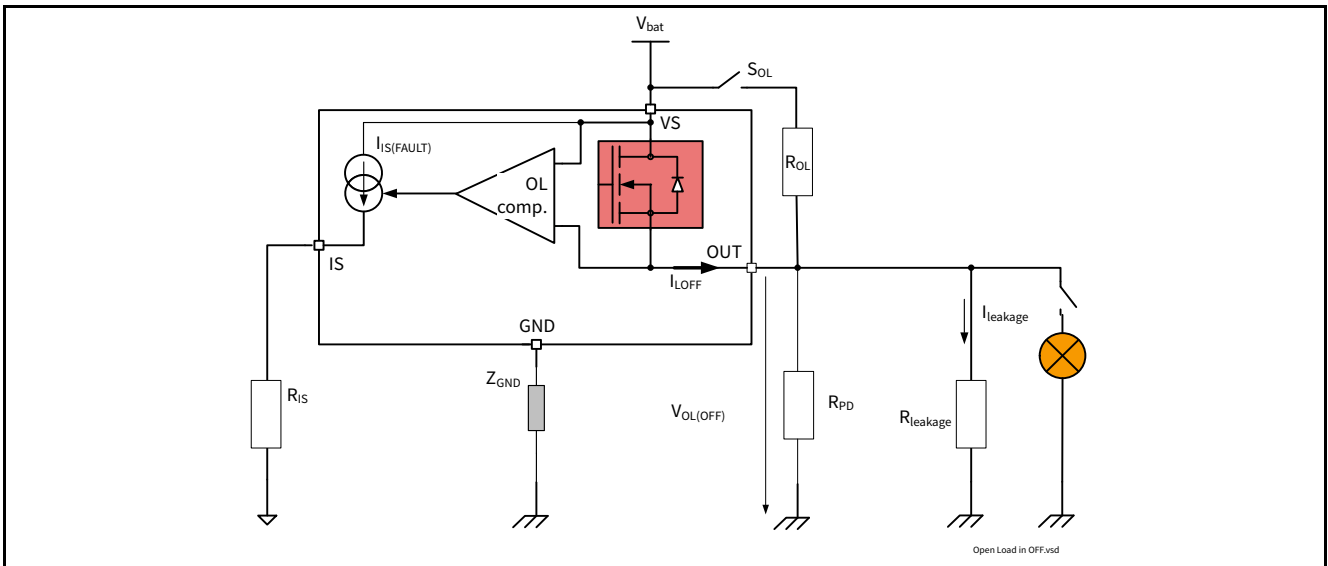 Vbat
SOL
VS
IIS(FAULT)
OL
comp.
ROL
OUT
IS
ILOFF
Ileakage
GND
ZGND
RIS
VOL(OFF)
RPD
Rleakage
Open Load in OFF.vsd